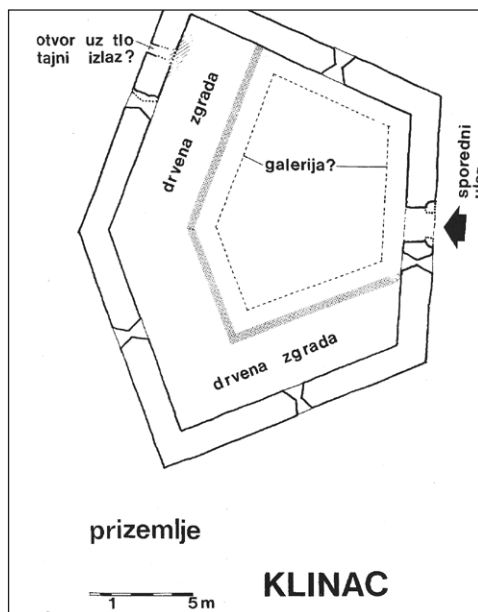 otvor uz tlo
tajni izlaz?
drvena zgrada
galerija?
sporedni
drvena zgrada
prizemlje
1 5m
KLINAC